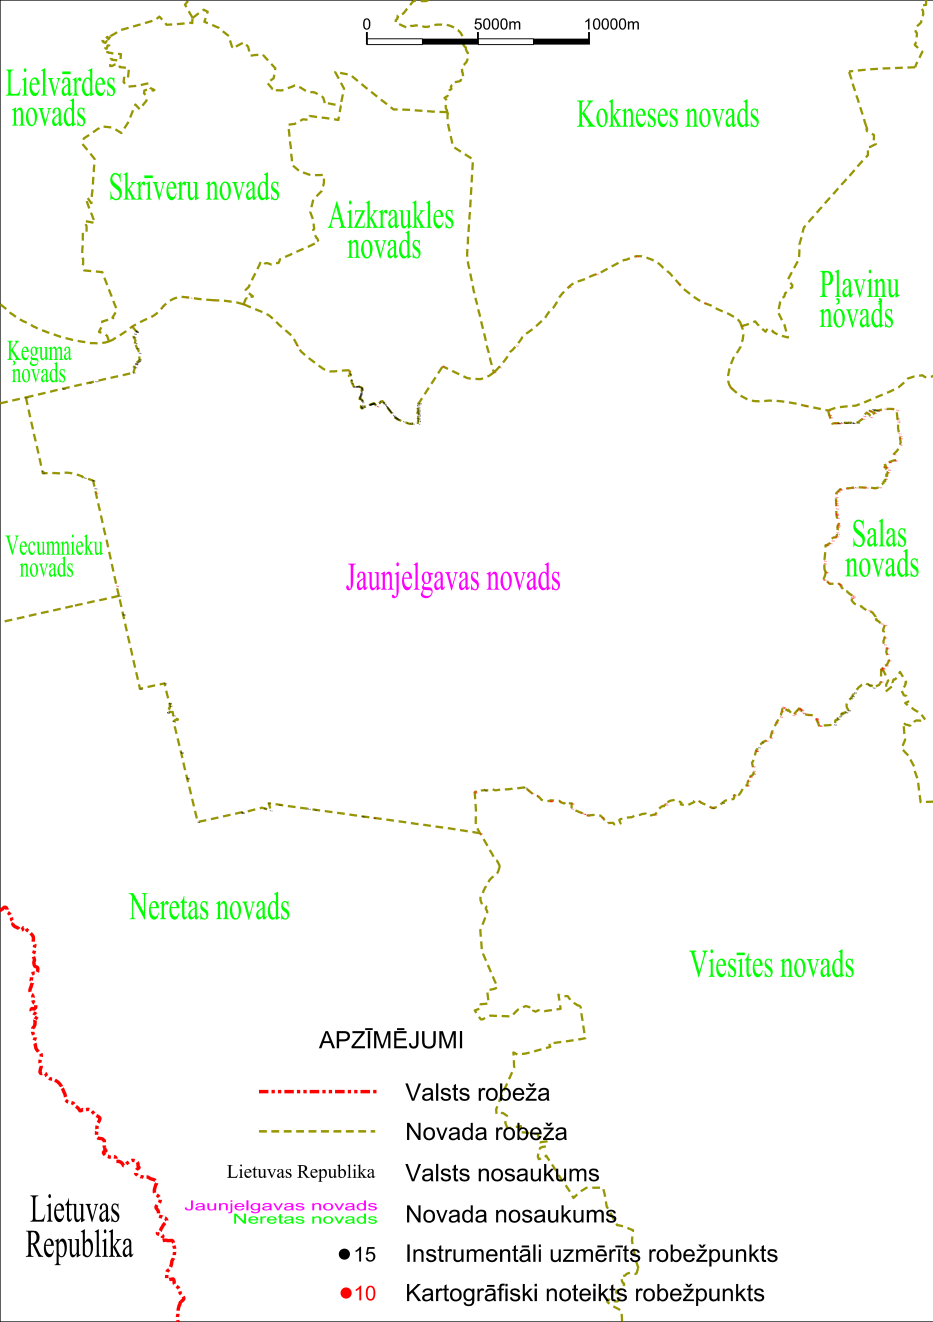 0 5000m 10000m
Lielvārdes
novads
Kokneses novads
Skrīveru novads
Aizkraukles
novads
Pļaviņu
novads
Ķeguma
novads
Vecumnieku
novads
Salas
novads
Jaunjelgavas novads
Neretas novads
Viesītes novads
APZĪMĒJUMI
Valsts robeža
Novada robeža
Lietuvas Republika Valsts nosaukums
Jaunjelgavas novads
Neretas novads
Novada nosaukums
15 Instrumentāli uzmērīts robežpunkts
10 Kartogrāfiski noteikts robežpunkts
Lietuvas
Republika